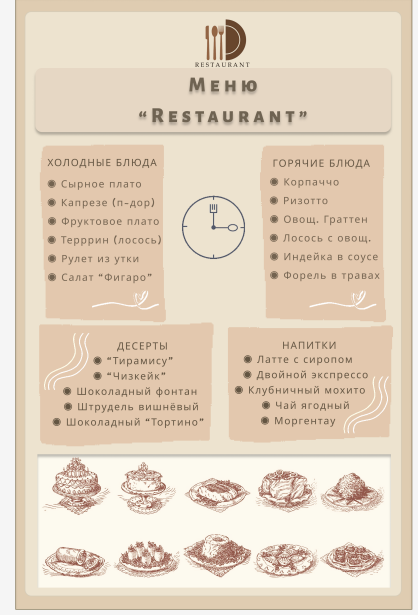 RESTAURANT
Меню
“Restaurant”
ХОЛОДНЫЕ БЛЮДА
Сырное плато
Капрезе (п–дор)
Фруктовое плато
Терррин (лосось)
Рулет из утки
Салат “Фигаро”
ГОРЯЧИЕ БЛЮДА
Корпаччо
Ризотто
Овощ. Граттен
Лосось с овощ.
Индейка в соусе
Форель в травах
ДЕСЕРТЫ
“Тирамису”
“Чизкейк”
Шоколадный фонтан
Штрудель вишнёвый
Шоколадный “Тортино”
НАПИТКИ
Латте с сиропом
Двойной экспрессо
Клубничный мохито
Чай ягодный
Моргентау